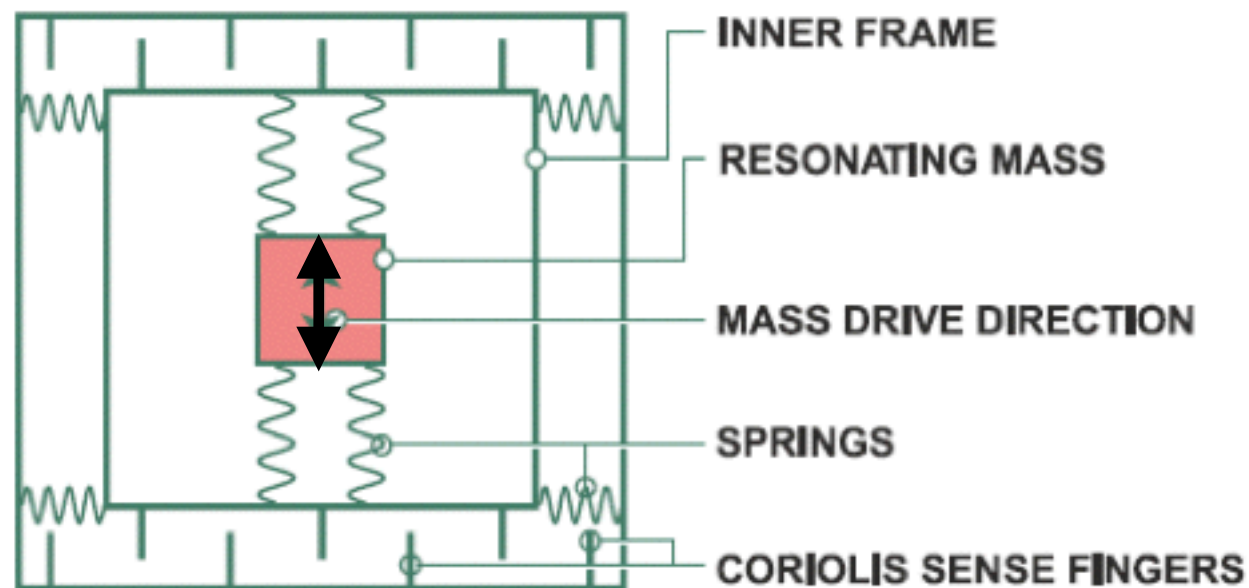 INNER FRAME
RESONATING MASS
MASS DRIVE DIRECTION
SPRINGS
CORIOLIS SENSE FINGERS